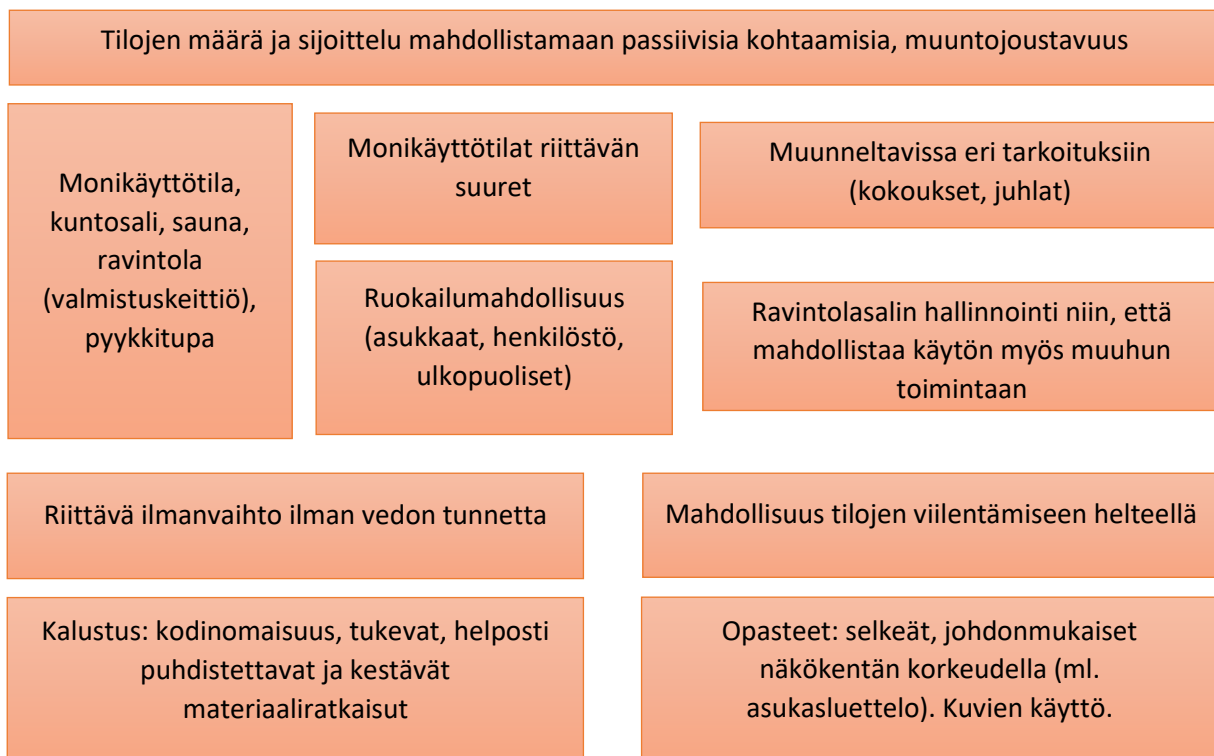 Tilojen määrä ja sijoittelu mahdollistamaan passiivisia kohtaamisia, muuntojoustavuus
Monikäyttötila,
kuntosali, sauna,
ravintola
(valmistuskeittiö),
pyykkitupa
Monikäyttötilat riittävän
suuret
Muunneltavissa eri tarkoituksiin
(kokoukset, juhlat)
Ruokailumahdollisuus
(asukkaat, henkilöstö,
ulkopuoliset)
Ravintolasalin hallinnointi niin, että
mahdollistaa käytön myös muuhun
toimintaan
Riittävä ilmanvaihto ilman vedon tunnetta
Mahdollisuus tilojen viilentämiseen helteellä
Kalustus: kodinomaisuus, tukevat, helposti
puhdistettavat ja kestävät
materiaaliratkaisut
Opasteet: selkeät, johdonmukaiset
näkökentän korkeudella (ml.
asukasluettelo). Kuvien käyttö.